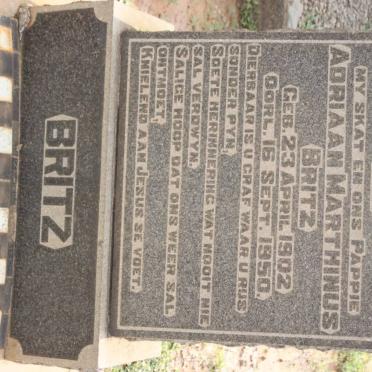 MY SKAT EN ONS PAPPIE
ADRIAAN MARTHINUS
BRITZ
GEB. 23 APRIL 1902
OORL. 16 SEPT. 1950.
DIERBAAR IS U GRAF WAAR U RUS
SONDER PYN.
SOETE HERINNERING WAT NOOIT NIE
SAL VERDWYN.
SALIGE HOOP DAT ONS WEER SAL
ONTMOET,
KNIELEND AAN JESUS SE VOET.
BRITZ